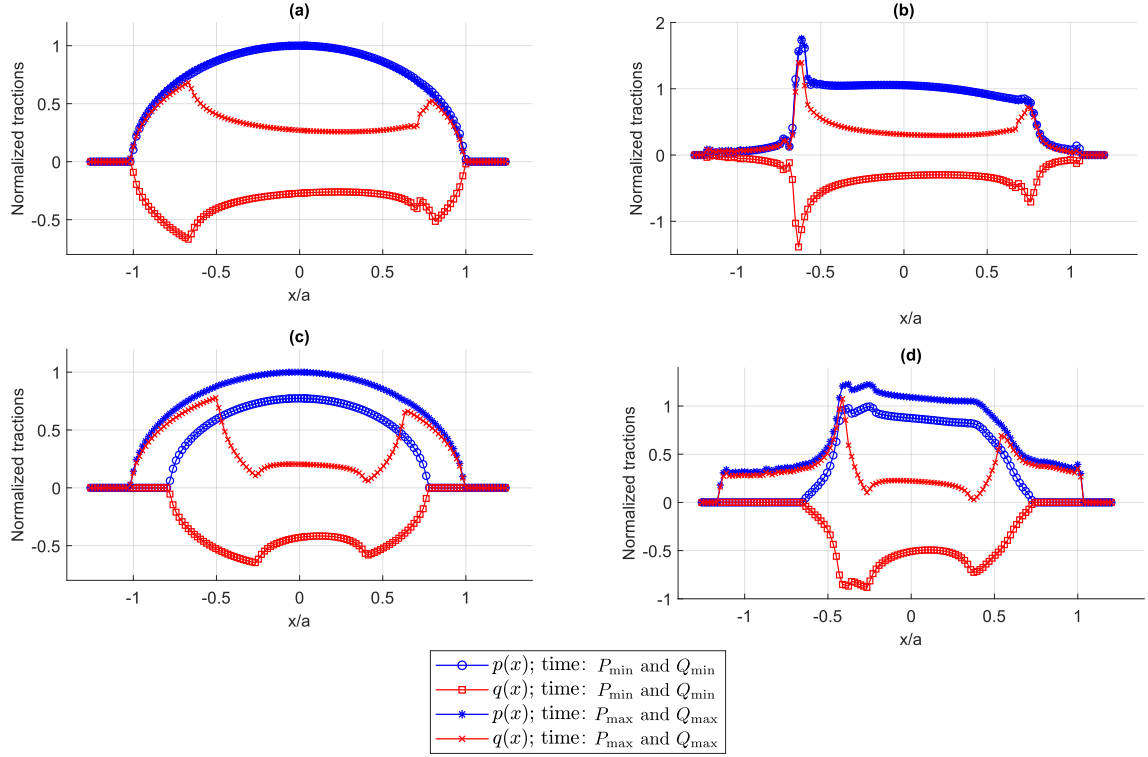 (a)
Normalized tractions
1
0.5
0
-0.5
-1
-0.5
0
0.5
1
x/a
(b)
Normalized tractions
2
1
0
-1
-1
-0.5
0
0.5
1
x/a
(c)
Normalized tractions
1
0.5
0
-0.5
-1
-0.5
0
0.5
1
x/a
(d)
Normalized tractions
1
0.5
0
-0.5
-1
-1
-0.5
0
0.5
1
x/a
p(x); time: P_min and Q_min
q(x); time: P_min and Q_min
p(x); time: P_max and Q_max
q(x); time: P_max and Q_max